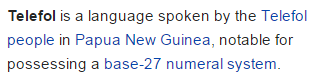 Telefol is a language spoken by the Telefol
people in Papua New Guinea, notable for
possessing a base-27 numeral system.